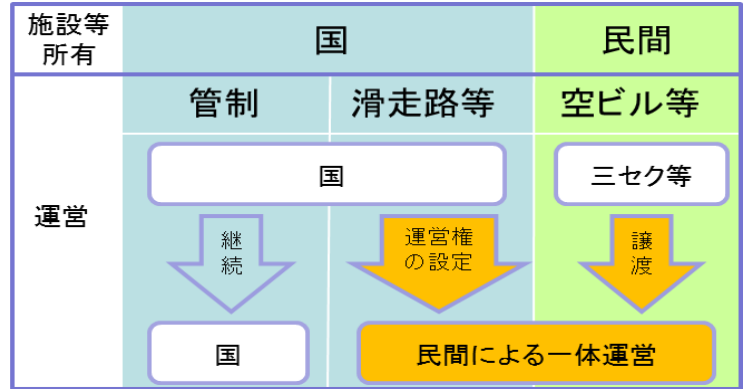 施設等
所有
国
民間
管制
滑走路等
空ビル等
運営
国
三セク等
継
続
運営権
の設定
譲
渡
国
民間による一体運営